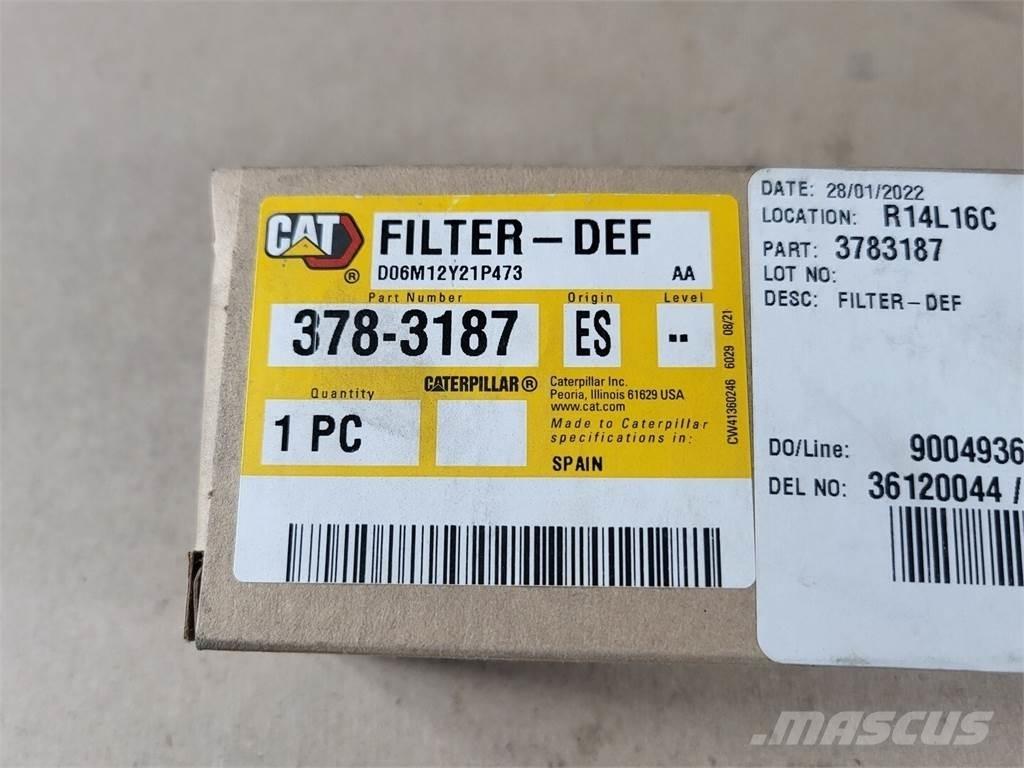 CAT
®
FILTER-DEF
D06M12Y21P473 AA
Part Number Origin Level
378-3187 ES --
Quantity
CATERPILLAR®
1 PC
Caterpillar Inc.
Peoria, Illinois 61629 USA
www.cat.com
Made to Caterpillar
specifications in:
SPAIN
CW41360246 6029 08/21
DATE: 28/01/2022
LOCATION: R14L16C
PART: 3783187
LOT NO:
DESC: FILTER-DEF
DO/Line: 9004936
DEL NO: 36120044 /
MASCUS